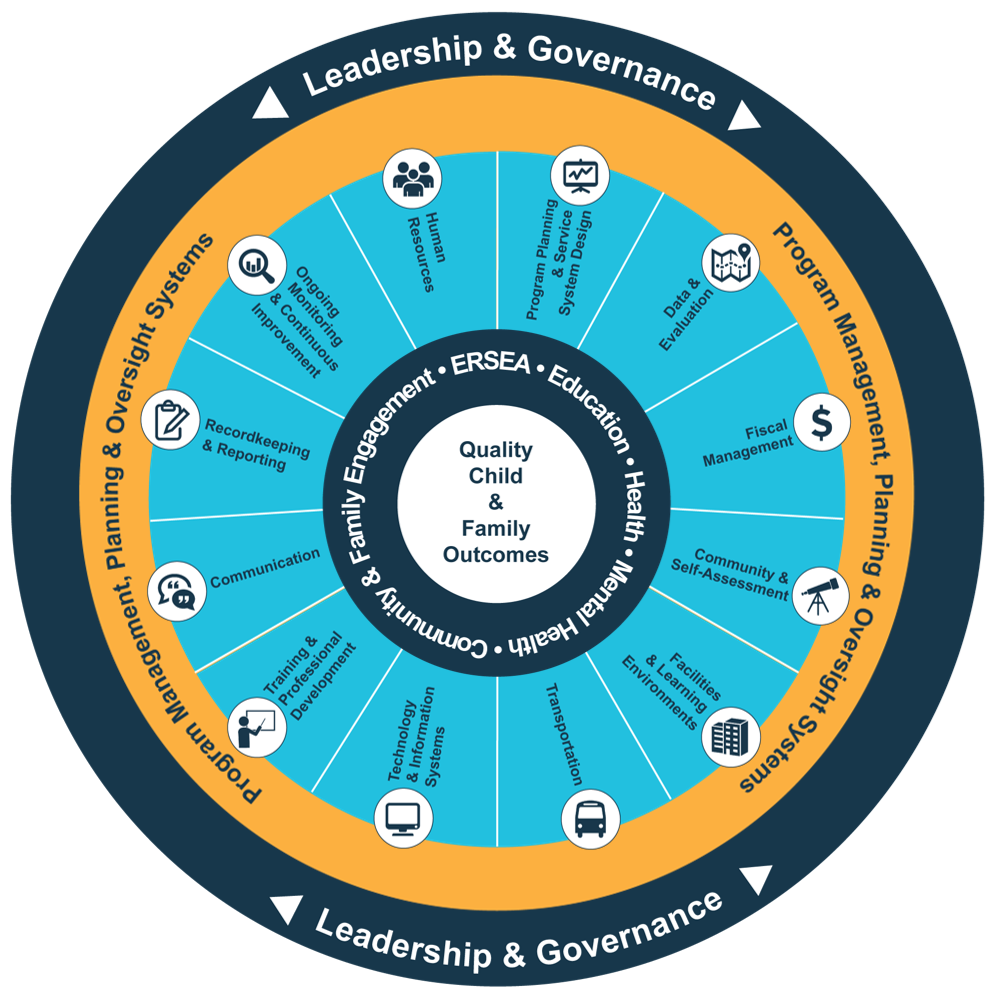 Leadership & Governance
Program Management, Planning & Oversight Systems
Program Management, Planning & Oversight Systems
Program Planning
& Service
System Design
Data &
Evaluation
$
Fiscal
Management
Community &
Self-Assessment
Facilities
& Learning
Environments
Transportation
Technology
& Information
Systems
Training &
Professional
Development
Communication
Recordkeeping
& Reporting
Ongoing
Monitoring
& Continuous
Improvement
Human
Resources
Community & Family Engagement • ERSEA • Education • Health • Mental Health •
Quality
Child
&
Family
Outcomes
Leadership & Governance